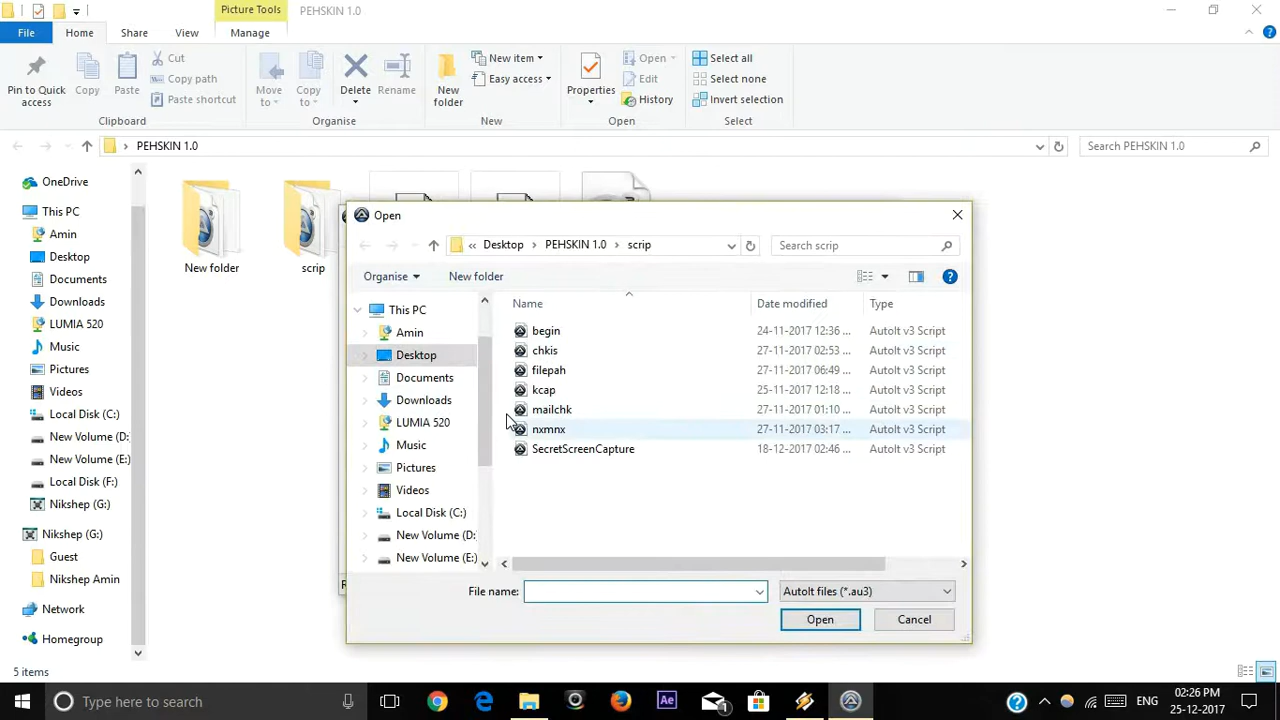 Picture Tools
PEHSKIN 1.0
File
Home
Share
View
Manage
Pin to Quick access
Copy
Paste
Cut
Copy path
Paste shortcut
Clipboard
Move to
Copy to
Delete
Rename
Organise
New folder
New item
Easy access
New
Properties
Open
Edit
History
Open
Select all
Select none
Invert selection
Select
PEHSKIN 1.0
Search PEHSKIN 1.0
OneDrive
This PC
Amin
Desktop
Documents
Downloads
LUMIA 520
Music
Pictures
Videos
Local Disk (C:)
New Volume (D:
New Volume (E:)
Local Disk (F:)
Nikshep (G:)
Nikshep (G:)
Guest
Nikshep Amin
Network
Homegroup
5 items
New folder
scrip
Open
« Desktop › PEHSKIN 1.0 › scrip
Search scrip
Organise
New folder
This PC
Amin
Desktop
Documents
Downloads
LUMIA 520
Music
Pictures
Videos
Local Disk (C:)
New Volume (D:
New Volume (E:)
Name Date modified Type
begin 24-11-2017 12:36 ... AutoIt v3 Script
chkis 27-11-2017 02:53 ... AutoIt v3 Script
filepah 27-11-2017 06:49 ... AutoIt v3 Script
kcap 25-11-2017 12:18 ... AutoIt v3 Script
mailchk 27-11-2017 01:10 ... AutoIt v3 Script
nxmnx 27-11-2017 03:17 ... AutoIt v3 Script
SecretScreenCapture 18-12-2017 02:46 ... AutoIt v3 Script
File name:
AutoIt files (*.au3)
Open
Cancel
Type here to search
Ae
1
ENG
02:26 PM
25-12-2017